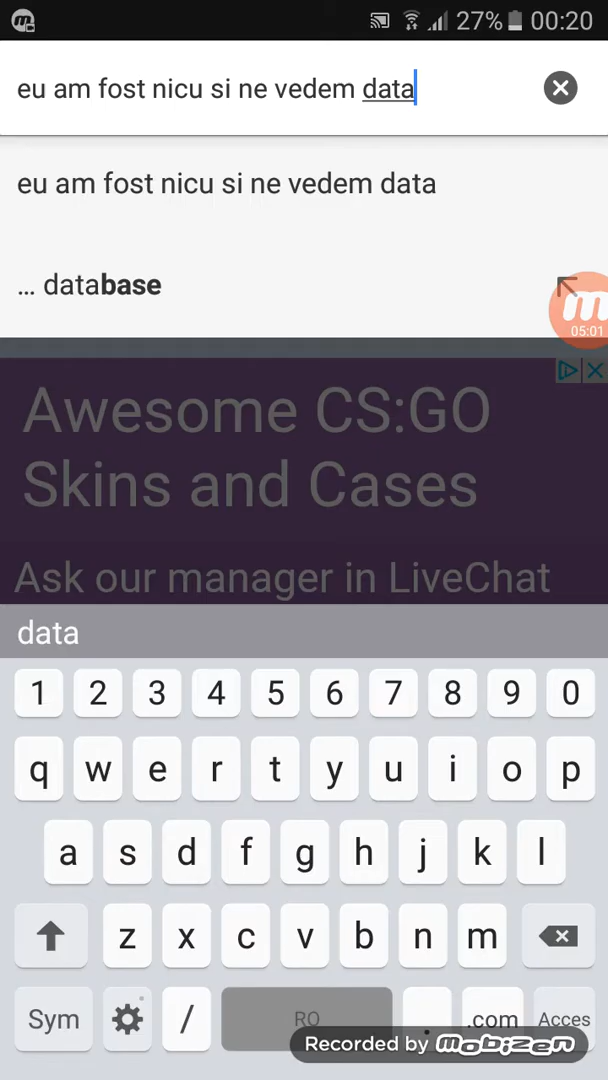 27% 00:20
eu am fost nicu si ne vedem data
eu am fost nicu si ne vedem data
... database
m
05:01
Awesome CS:GO
Skins and Cases
Ask our manager in LiveChat
data
1 2 3 4 5 6 7 8 9 0
q w e r t y u i o p
a s d f g h j k l
z x c v b n m
Sym / RO . .com Acces
Recorded by mobizen